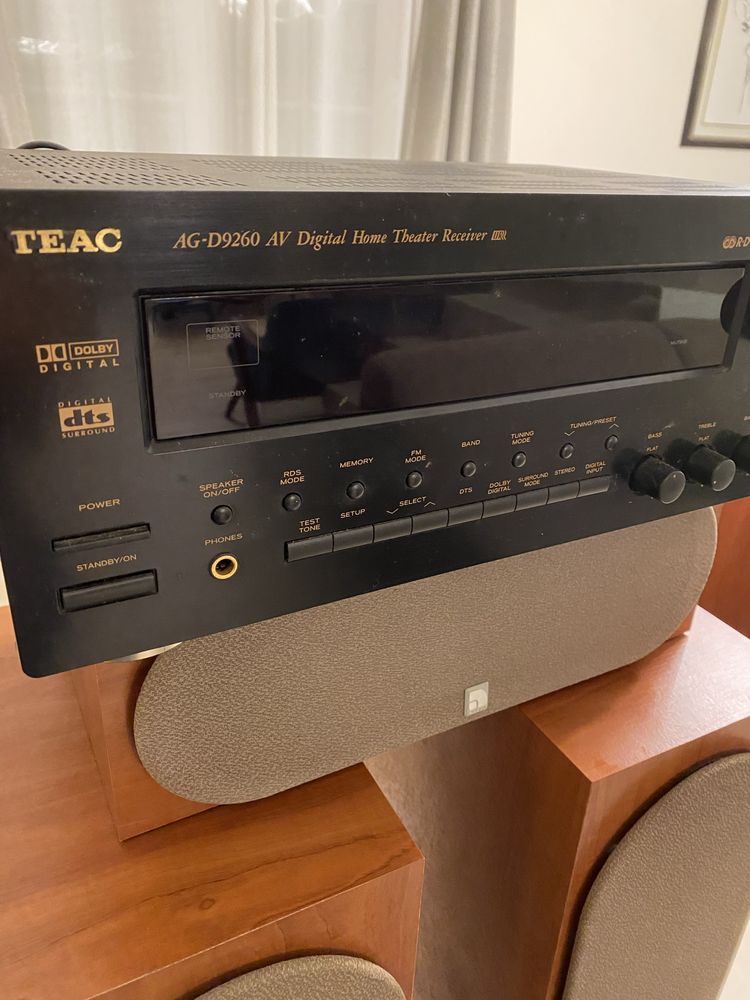 TEAC
AG-D9260 AV Digital Home Theater Receiver
R·D
REMOTE
SENSOR
STANDBY
MUTING
DOLBY
DIGITAL
DIGITAL
dts
SURROUND
POWER
STANDBY/ON
SPEAKER
ON/OFF
PHONES
RDS
MODE
MEMORY
FM
MODE
BAND
TUNING
MODE
TUNING/PRESET
TEST
TONE
SETUP
SELECT
DTS
DOLBY
DIGITAL
SURROUND
MODE
STEREO
DIGITAL
INPUT
BASS
FLAT
TREBLE
FLAT